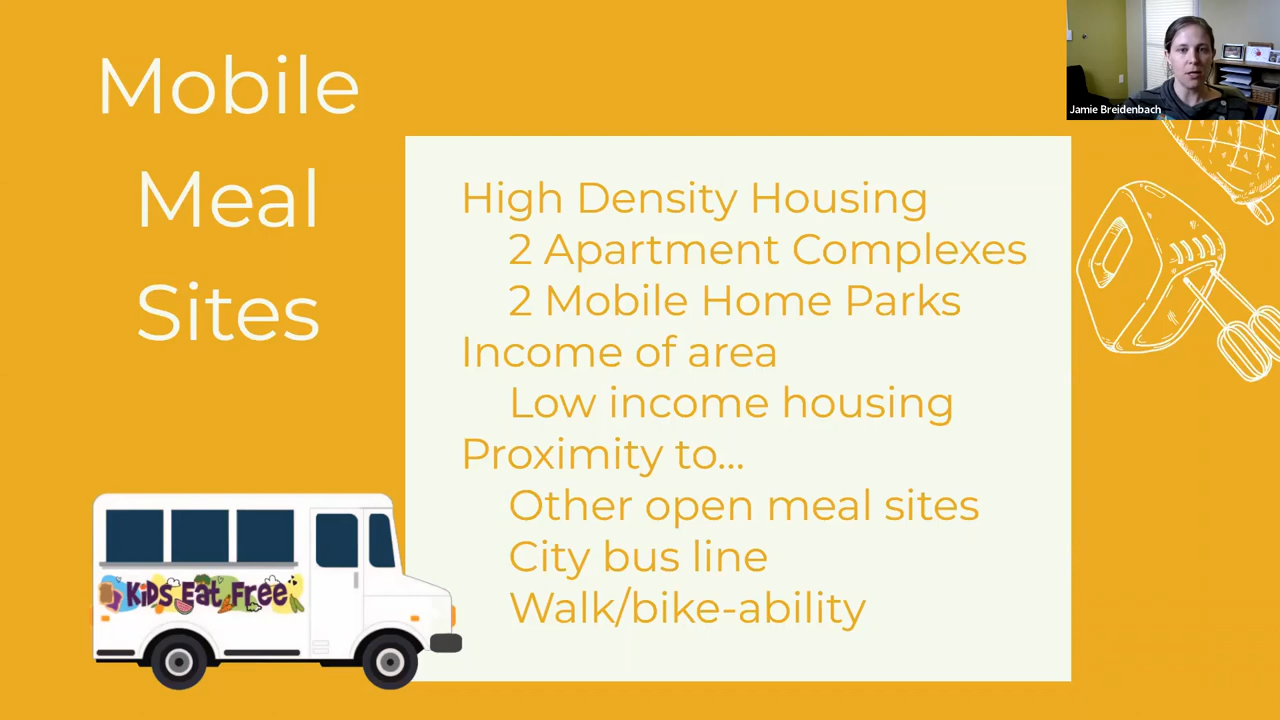 Mobile
Meal
Sites
Jamie Breidenbach
High Density Housing
2 Apartment Complexes
2 Mobile Home Parks
Income of area
Low income housing
Proximity to...
Other open meal sites
City bus line
Walk/bike-ability
KiDS Eat FRee